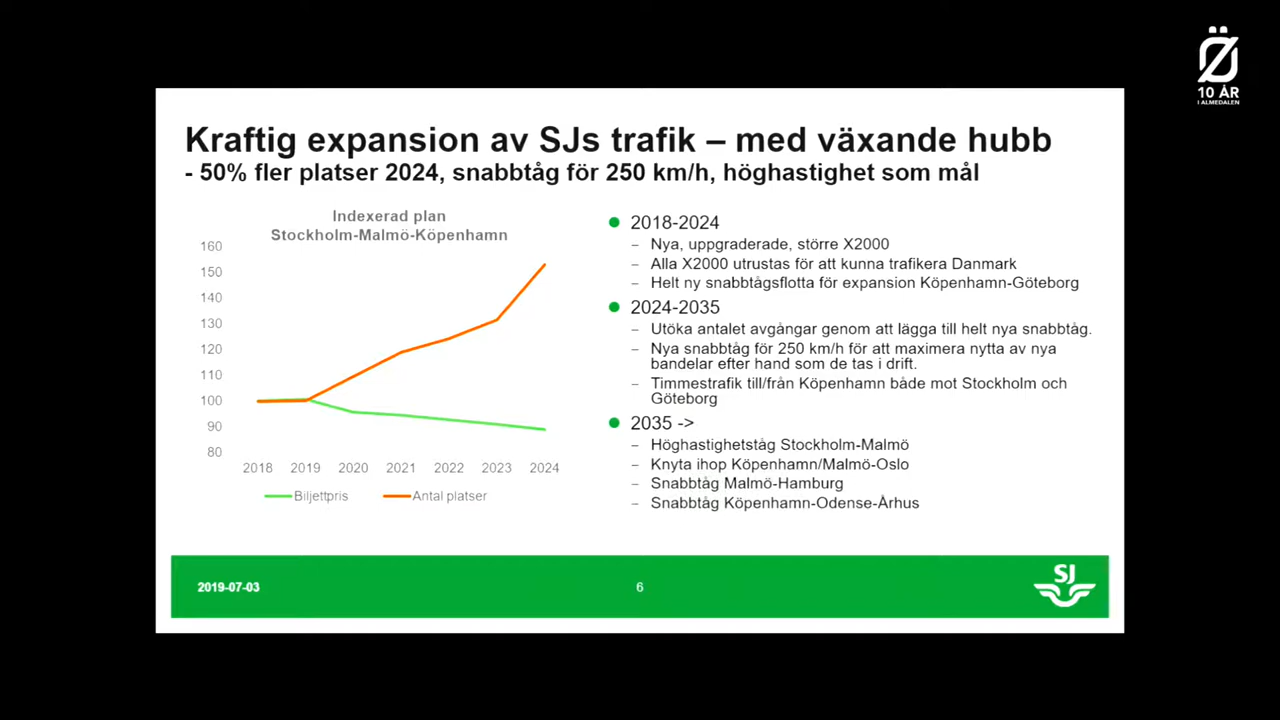 Ö
10 ÅR
I ALMEDALEN
Kraftig expansion av SJs trafik – med växande hubb
- 50% fler platser 2024, snabbtåg för 250 km/h, höghastighet som mål
Indexerad plan
Stockholm-Malmö-Köpenhamn
160
150
140
130
120
110
100
90
80
2018 2019 2020 2021 2022 2023 2024
Biljettpris Antal platser
2018-2024
– Nya, uppgraderade, större X2000
– Alla X2000 utrustas för att kunna trafikera Danmark
– Helt ny snabbtågsflotta för expansion Köpenhamn-Göteborg
2024-2035
– Utöka antalet avgångar genom att lägga till helt nya snabbtåg.
– Nya snabbtåg för 250 km/h för att maximera nytta av nya
bandelar efter hand som de tas i drift.
– Timmestrafik till/från Köpenhamn både mot Stockholm och
Göteborg
2035 ->
– Höghastighetståg Stockholm-Malmö
– Knyta ihop Köpenhamn/Malmö-Oslo
– Snabbtåg Malmö-Hamburg
– Snabbtåg Köpenhamn-Odense-Århus
2019-07-03
6
SJ